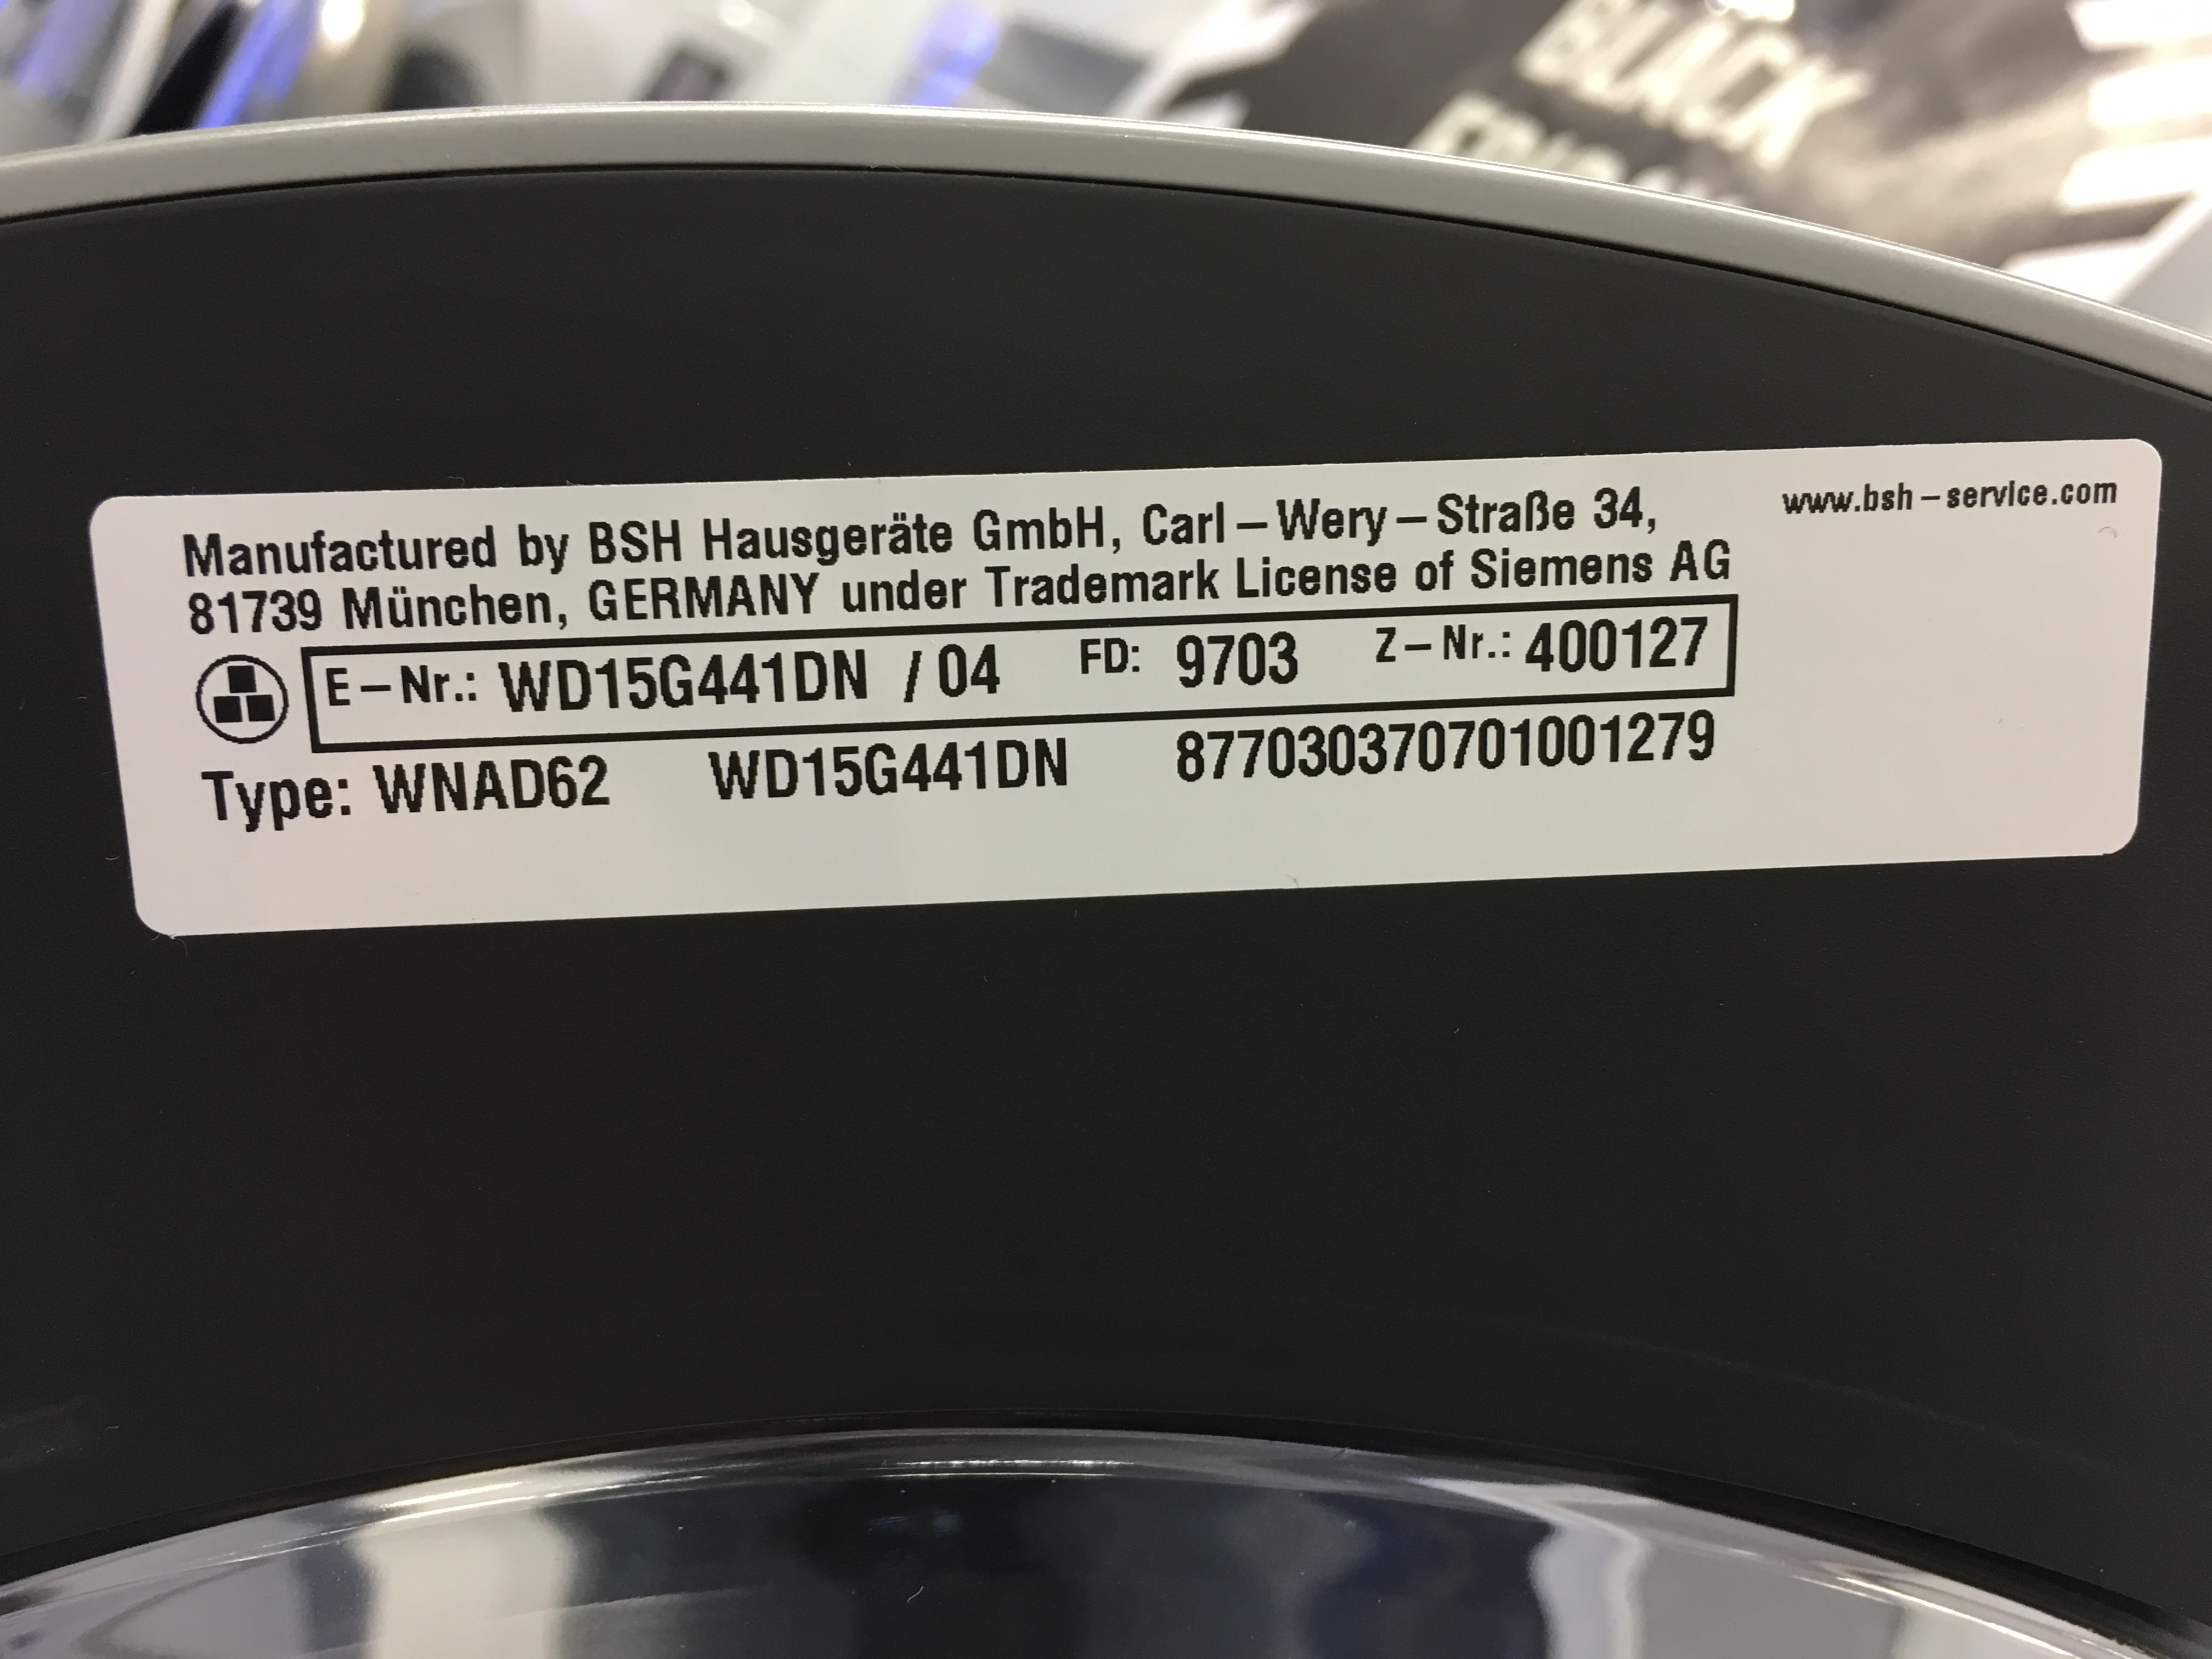 BLACK
Manufactured by BSH Hausgeräte GmbH, Carl-Wery-Straße 34,
81739 München, GERMANY under Trademark License of Siemens AG
www.bsh-service.com
E-Nr.: WD15G441DN / 04 FD: 9703 Z-Nr.: 400127
Type: WNAD62 WD15G441DN 877030370701001279